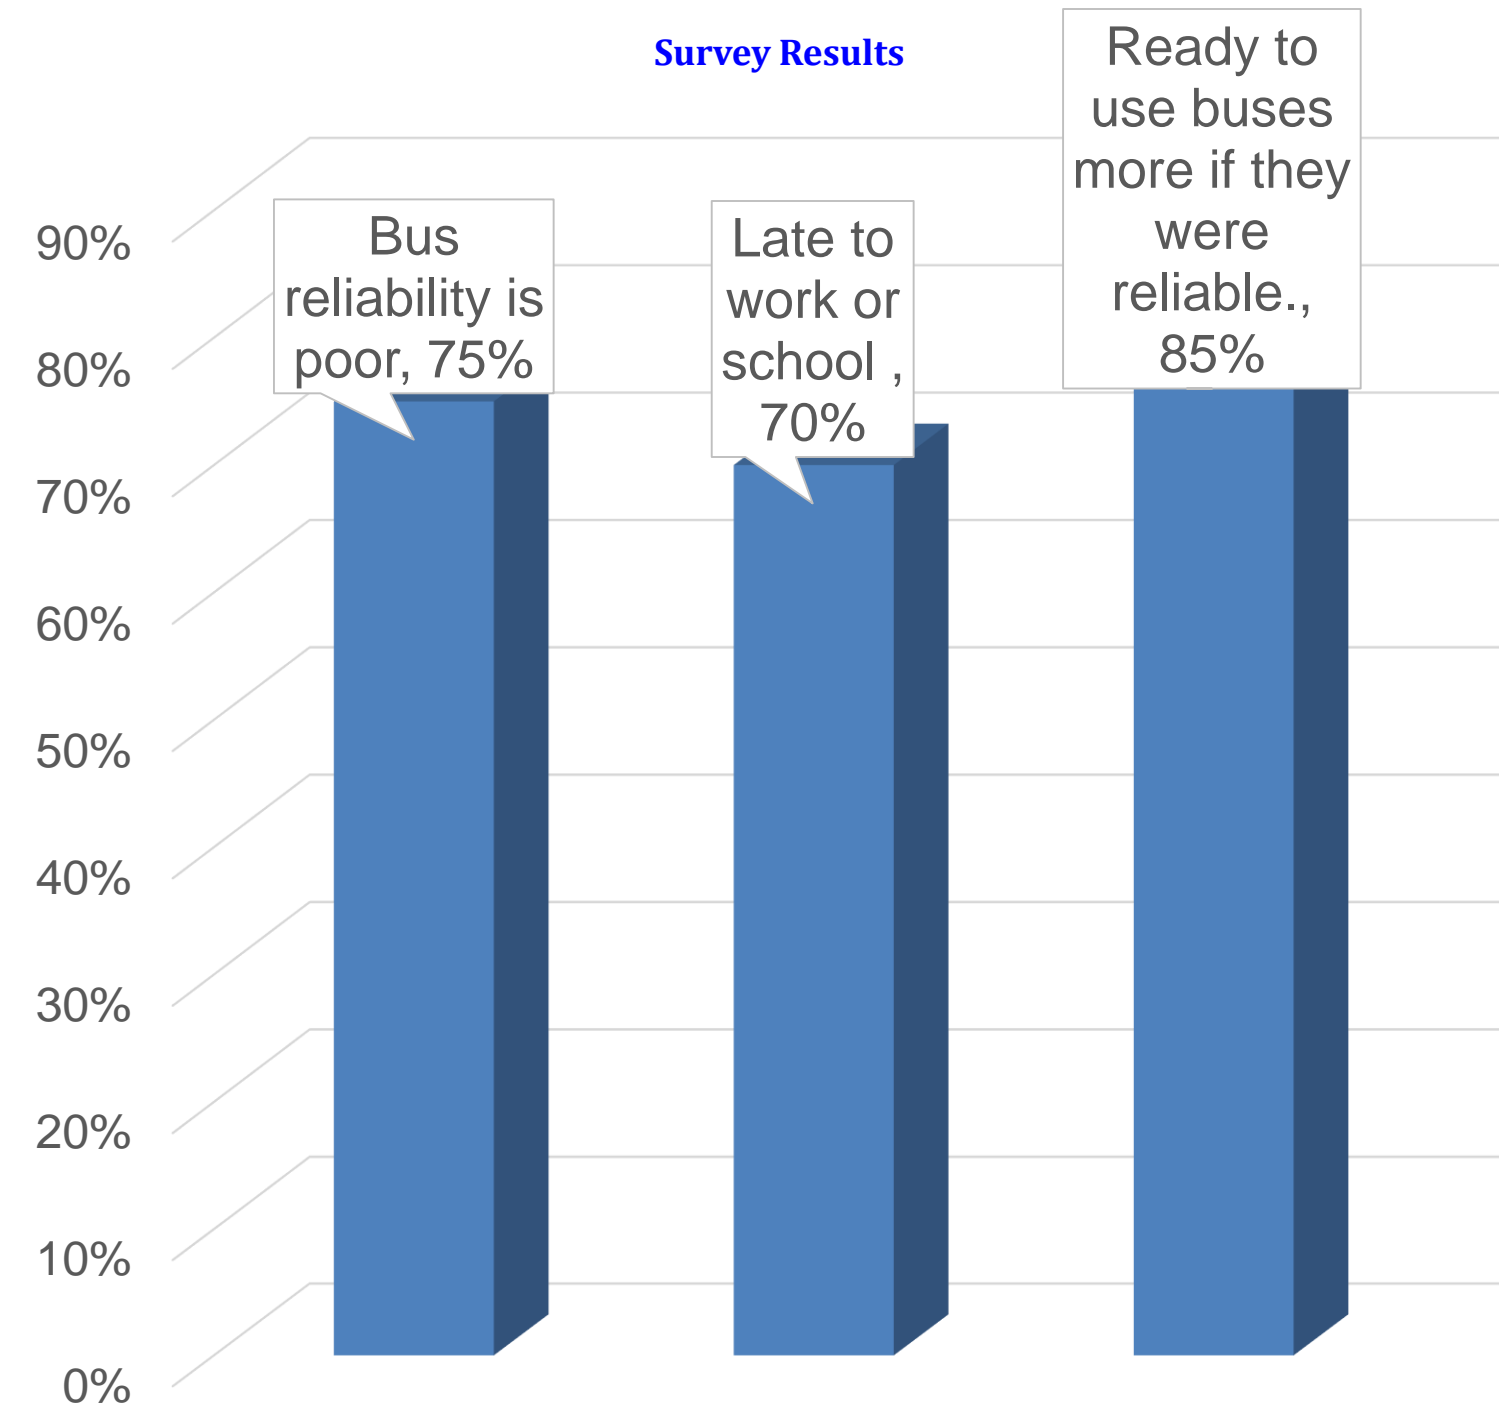 Survey Results
90%
80%
70%
60%
50%
40%
30%
20%
10%
0%
Bus
reliability is
poor, 75%
Late to
work or
school ,
70%
Ready to
use buses
more if they
were
reliable.,
85%